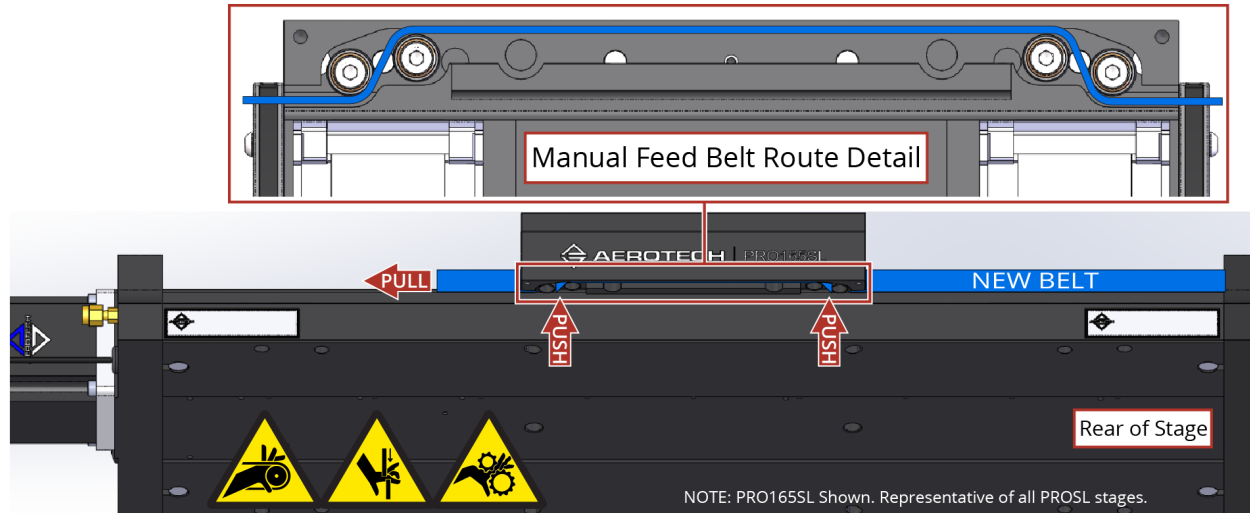 Manual Feed Belt Route Detail
AEROTECH PRO165SL
PULL
NEW BELT
PUSH
PUSH
Rear of Stage
NOTE: PRO165SL Shown. Representative of all PROSL stages.